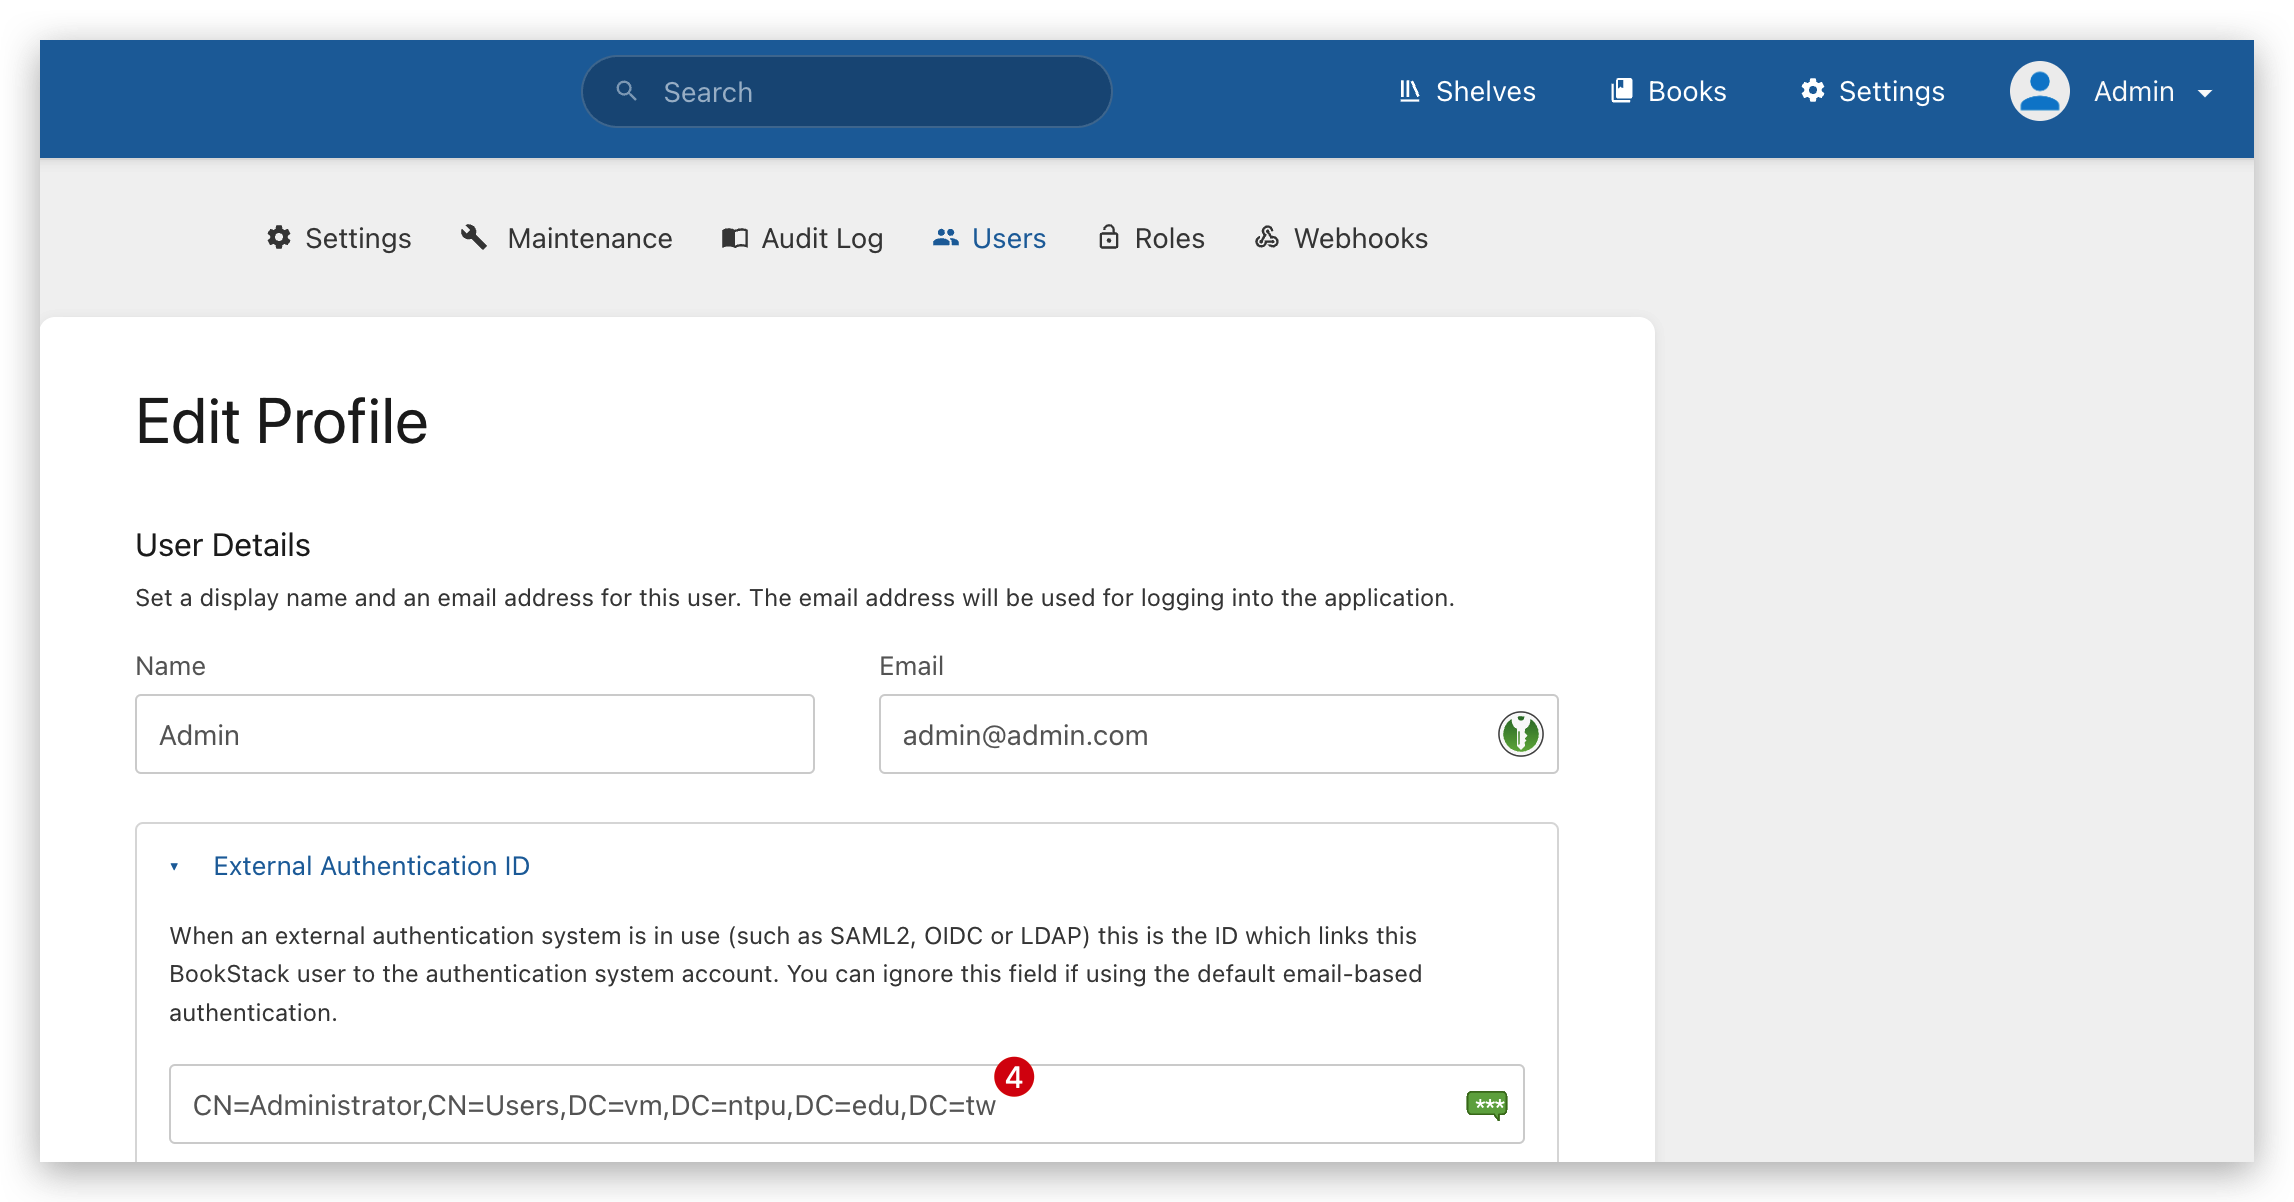 Search
Shelves
Books
Settings
Admin
Settings
Maintenance
Audit Log
Users
Roles
Webhooks
Edit Profile
User Details
Set a display name and an email address for this user. The email address will be used for logging into the application.
Name
Email
Admin
admin@admin.com
External Authentication ID
When an external authentication system is in use (such as SAML2, OIDC or LDAP) this is the ID which links this
BookStack user to the authentication system account. You can ignore this field if using the default email-based
authentication.
4
CN=Administrator,CN=Users,DC=vm,DC=ntpu,DC=edu,DC=tw
***